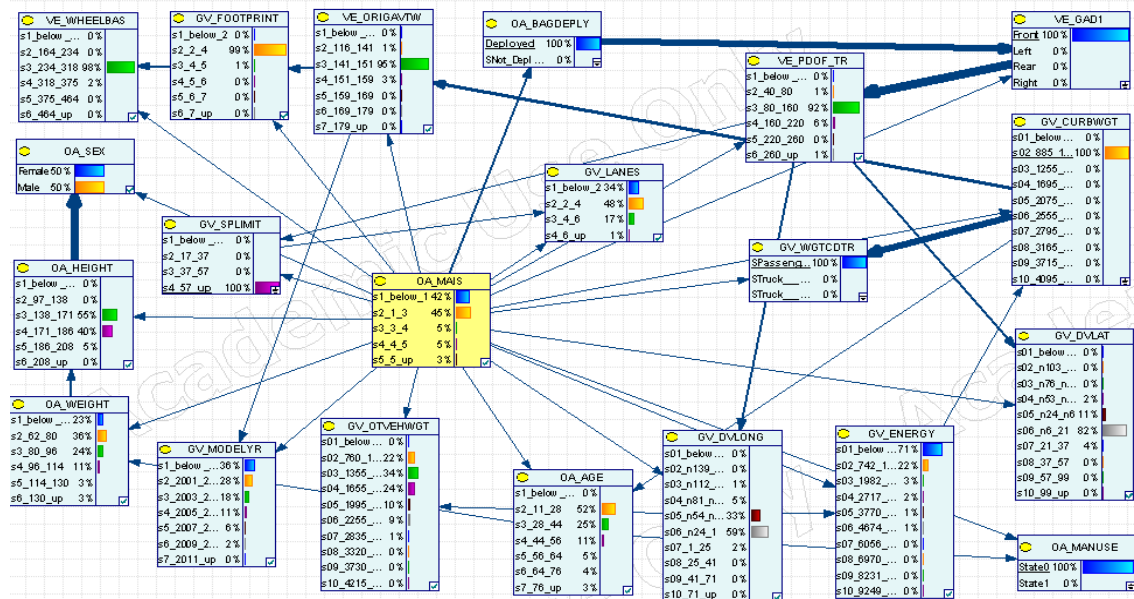 VE_WHEELBAS
s1_below ... 0%
s2_164_234 0%
s3_234_318 98%
s4_318_375 2%
s5_375_464 0%
s6_464_up 0%
GV_FOOTPRINT
s1_below_2 0%
s2_2_4 99%
s3_4_5 1%
s4_5_6 0%
s5_6_7 0%
s6_7_up 0%
VE_ORIGAVTW
s1_below ... 0%
s2_116_141 1%
s3_141_151 95%
s4_151_159 3%
s5_159_169 0%
s6_169_179 0%
s7_179_up 0%
OA_BAGDEPLY
Deployed 100%
SNot_Depl ... 0%
VE_GAD1
Front 100%
Left 0%
Rear 0%
Right 0%
VE_PDOF_TR
s1_below ... 0%
s2_40_80 1%
s3_80_160 92%
s4_160_220 6%
s5_220_260 0%
s6_260_up 1%
GV_CURBWGT
s01_below ... 0%
s02_885_1... 100%
s03_1255_... 0%
s04_1695_... 0%
s05_2075_... 0%
s06_2555_... 0%
s07_2795_... 0%
s08_3165_... 0%
s09_3715_... 0%
s10_4095_... 0%
OA_SEX
Female 50%
Male 50%
GV_LANES
s1_below_2 34%
s2_2_4 48%
s3_4_6 17%
s4_6_up 1%
GV_SPLIMIT
s1_below_... 0%
s2_17_37 0%
s3_37_57 0%
s4_57_up 100%
GV_WGTCDTR
SPasseng... 100%
STruck___... 0%
STruck___... 0%
OA_HEIGHT
s1_below_... 0%
s2_97_138 0%
s3_138_171 55%
s4_171_186 40%
s5_186_208 5%
s6_208_up 0%
OA_MAIS
s1_below_1 42%
s2_1_3 45%
s3_3_4 5%
s4_4_5 5%
s5_5_up 3%
GV_DVLAT
s01_below ... 0%
s02_n103_... 0%
s03_n76_n... 0%
s04_n53_n... 2%
s05_n24_n6 11%
s06_n6_21 82%
s07_21_37 4%
s08_37_57 0%
s09_57_99 0%
s10_99_up 0%
OA_WEIGHT
s1_below_... 23%
s2_62_80 36%
s3_80_96 24%
s4_96_114 11%
s5_114_130 3%
s6_130_up 3%
GV_MODELYR
s1_below_... 36%
s2_2001_2... 28%
s3_2003_2... 18%
s4_2005_2... 11%
s5_2007_2... 6%
s6_2009_2... 2%
s7_2011_up 0%
GV_OTVEHWGT
s01_below... 0%
s02_760_1... 22%
s03_1355_... 34%
s04_1655_... 24%
s05_1995_... 10%
s06_2255_... 9%
s07_2835_... 1%
s08_3320_... 0%
s09_3730_... 0%
s10_4215_... 0%
OA_AGE
s1_below_... 0%
s2_11_28 52%
s3_28_44 25%
s4_44_56 11%
s5_56_64 5%
s6_64_76 4%
s7_76_up 3%
GV_DVLONG
s01_below ... 0%
s02_n139_... 0%
s03_n112_... 1%
s04_n81_n... 5%
s05_n54_n... 33%
s06_n24_1 59%
s07_1_25 2%
s08_25_41 0%
s09_41_71 0%
s10_71_up 0%
GV_ENERGY
s01_below ... 71%
s02_742_1... 22%
s03_1982_... 3%
s04_2717_... 2%
s05_3770_... 1%
s06_4674_... 1%
s07_6056_... 0%
s08_6970_... 0%
s09_8231_... 0%
s10_9249_... 0%
OA_MANUSE
State0 100%
State1 0%
Academic Use Only